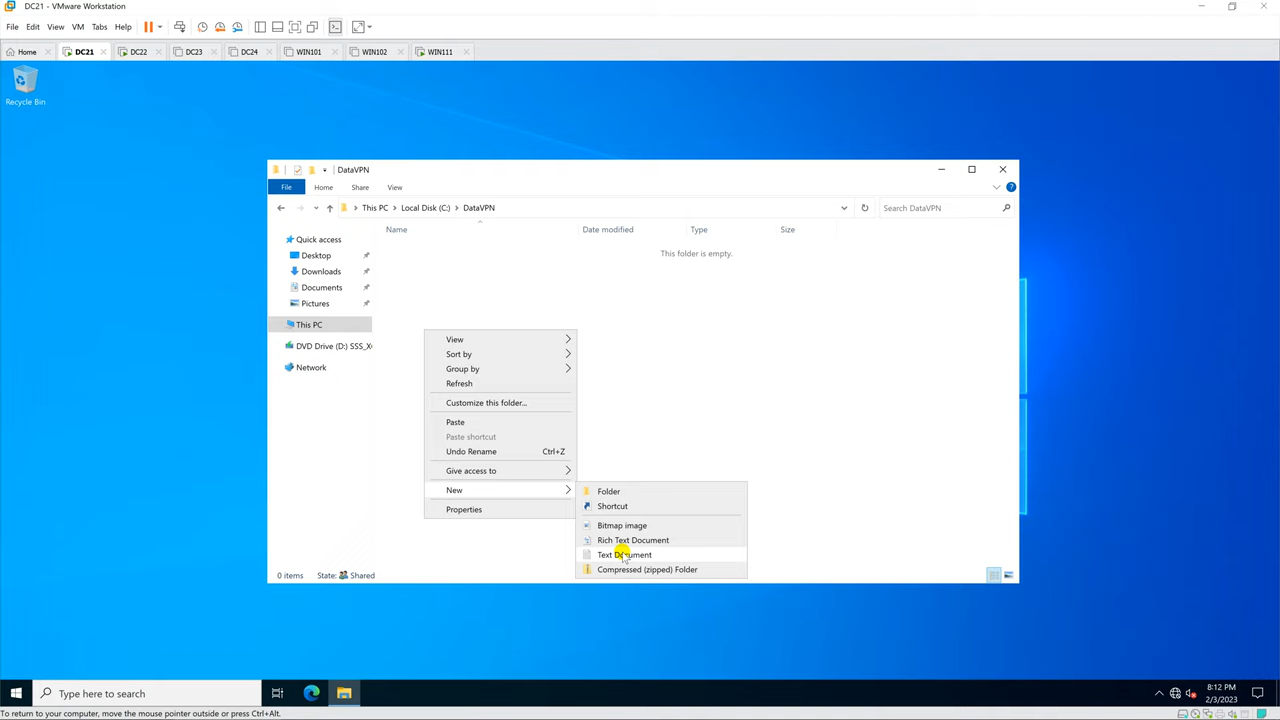 DC21 - VMware Workstation
File Edit View VM Tabs Help
Home DC21 DC22 DC23 DC24 WIN101 WIN102 WIN111
Recycle Bin
DataVPN
File Home Share View
This PC Local Disk (C:) DataVPN Search DataVPN
Name Date modified Type Size
This folder is empty.
Quick access
Desktop
Downloads
Documents
Pictures
This PC
DVD Drive (D:) SSS_X
Network
View
Sort by
Group by
Refresh
Customize this folder...
Paste
Paste shortcut
Undo Rename Ctrl+Z
Give access to
New
Properties
Folder
Shortcut
Bitmap image
Rich Text Document
Text Document
Compressed (zipped) Folder
0 items State: Shared
Type here to search
8:12 PM
2/3/2023
To return to your computer, move the mouse pointer outside or press Ctrl+Alt.